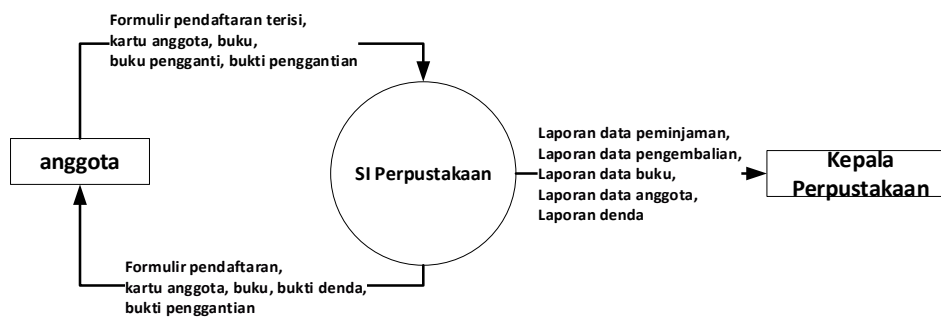 Formulir pendaftaran terisi,
kartu anggota, buku,
buku pengganti, bukti penggantian
anggota
SI Perpustakaan
Laporan data peminjaman,
Laporan data pengembalian,
Laporan data buku,
Laporan data anggota,
Laporan denda
Kepala
Perpustakaan
Formulir pendaftaran,
kartu anggota, buku, bukti denda,
bukti penggantian